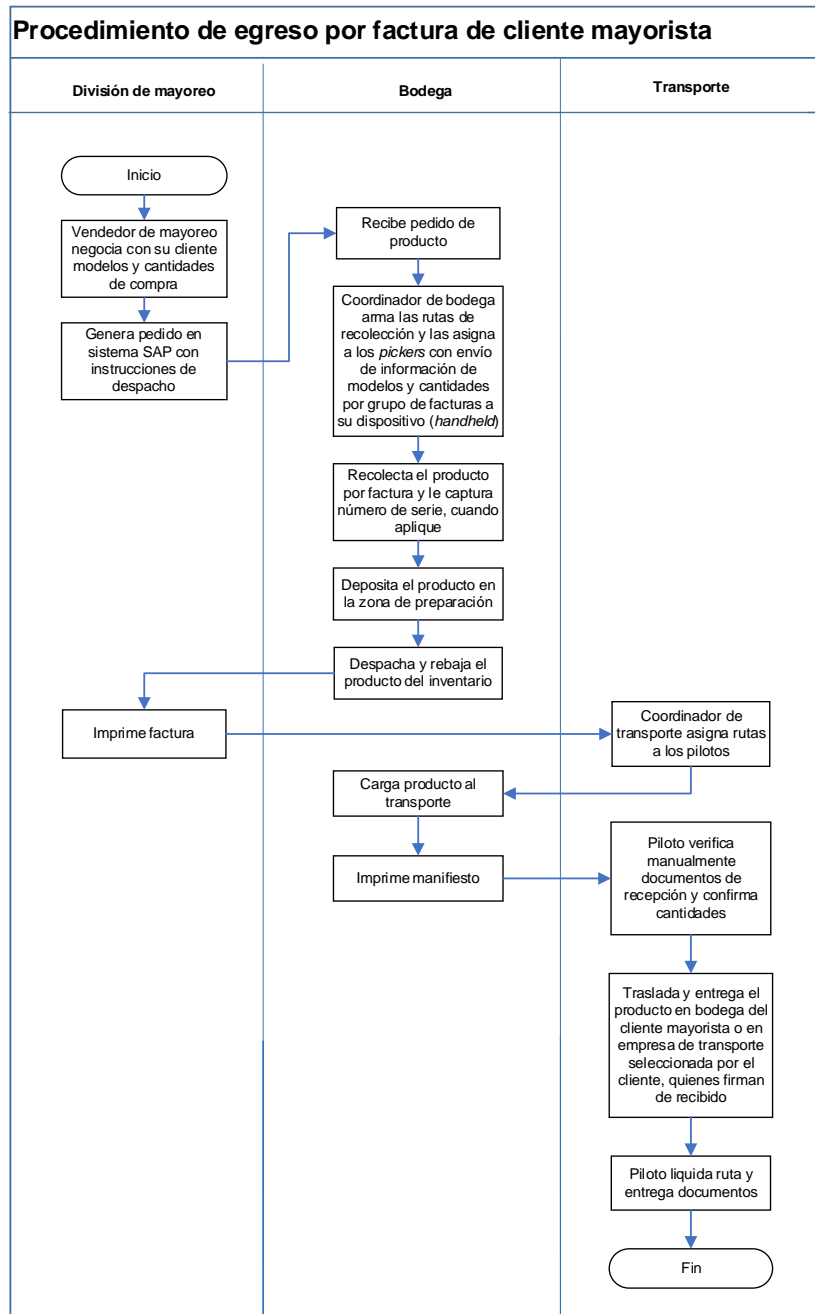 Procedimiento de egreso por factura de cliente mayorista
División de mayoreo
Bodega
Transporte
Inicio
Vendedor de mayoreo
negocia con su cliente
modelos y cantidades
de compra
Genera pedido en
sistema SAP con
instrucciones de
despacho
Recibe pedido de
producto
Coordinador de bodega
arma las rutas de
recolección y las asigna
a los pickers con envío
de información de
modelos y cantidades
por grupo de facturas a
su dispositivo (handheld)
Recolecta el producto
por factura y le captura
número de serie, cuando
aplique
Deposita el producto en
la zona de preparación
Despacha y rebaja el
producto del inventario
Imprime factura
Coordinador de
transporte asigna rutas
a los pilotos
Carga producto al
transporte
Imprime manifiesto
Piloto verifica
manualmente
documentos de
recepción y confirma
cantidades
Traslada y entrega el
producto en bodega del
cliente mayorista o en
empresa de transporte
seleccionada por el
cliente, quienes firman
de recibido
Piloto liquida ruta y
entrega documentos
Fin